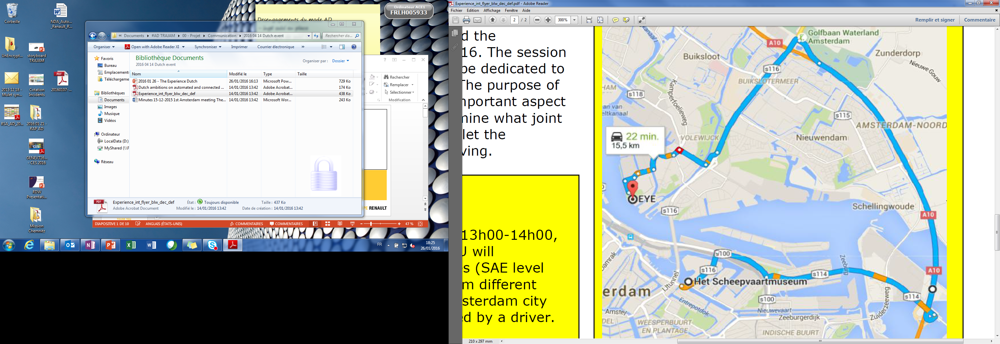 Corbeille
NDA_Auto...
_Renault_R...
UnEncrypt...
storyboard
TRAJAM
2015 12 18 -
Mulet syn...
Cotation
Incidents
20160107-...
RSA_AD_20...
2016 01 21 -
RAP AD
GENEVT16...
- CES 2016
RDW
Presentati...
Mission
Chemnitz
Desengagements du mode AD
Ordinateur ACE1
FRLH005933
« Documents ▸ #AD TRAJAM ▸ 00 - Projet ▸ Communication ▸ 2016 04 14 Dutch event
Rechercher da...
Organiser
Open with Adobe Reader XI
Synchroniser
Imprimer
Courrier électronique
»
Favoris
Bureau
Emplacements
Téléchargeme
Bibliothèques
Documents
Images
Musique
Vidéos
Ordinateur
LocalData (D:)
MyShared (\\F
Réseau
Bibliothèque Documents
2016 04 14 Dutch event
Organiser par : Dossier
Nom Modifié le Type Taille
2016 01 26 - The Experience Dutch 26/01/2016 16:13 Microsoft Pow... 729 Ko
Dutch ambitions on automated and connected ... 14/01/2016 13:42 Adobe Acrobat... 174 Ko
Experience_int_flyer_blw_dec_def 14/01/2016 13:42 Adobe Acrobat... 438 Ko
Minutes 15-12-2015 1st Amsterdam meeting The... 14/01/2016 13:42 Microsoft Wor... 243 Ko
PDF
Experience_int_flyer_blw_dec_def État : Toujours disponible Taille : 437 Ko
Adobe Acrobat Document Modifié le : 14/01/2016 13:42 Date de création : 14/01/2016 13:42
Rechercher
Remplacer
Sélectionner
Modification
PE RENAULT
THANK YOU
DIAPOSITIVE 1 DE 10 ANGLAIS (ÉTATS-UNIS) COMMENTAIRES COMMENTAIRES 47 %
FR
18:25
26/01/2016
Experience_int_flyer_blw_dec_def.pdf - Adobe Reader
Fichier Edition Affichage Fenêtre Aide
2 / 2
300%
Remplir et signer
Commentaire
d the
16. The session
be dedicated to
The purpose of
mportant aspect
mine what joint
let the
ving.
13h00-14h00,
U will
s (SAE level
m different
sterdam city
ed by a driver.
Golfbaan Waterland
Amsterdam
A10
Zunderdorp
Nieuwe Gouw
Buiksloot
kanaal I
s116
BUIKSLOTERMEER
Kamperfoelieweg
HAM
s118
an van
eltkanaal
s115
AMSTERDAM-NOORD
22 min.
15,5 km
VOLEWIJCK
Nieuwendam
EYE
s116
Schellingwoude
A10
s100
s116
Zeeburg
s114
A10
Damrak
IJtunnel
Het Scheepvaartmuseum
erdam
s100
s114
Entrepotdok
Nieuwevaart
Zeeburgerdijk
Zuiderzeeweg
Amstel
DEL
WEESPERBUURT
EN PLANTAGE
INDISCHE BUURT
210 x 297 mm